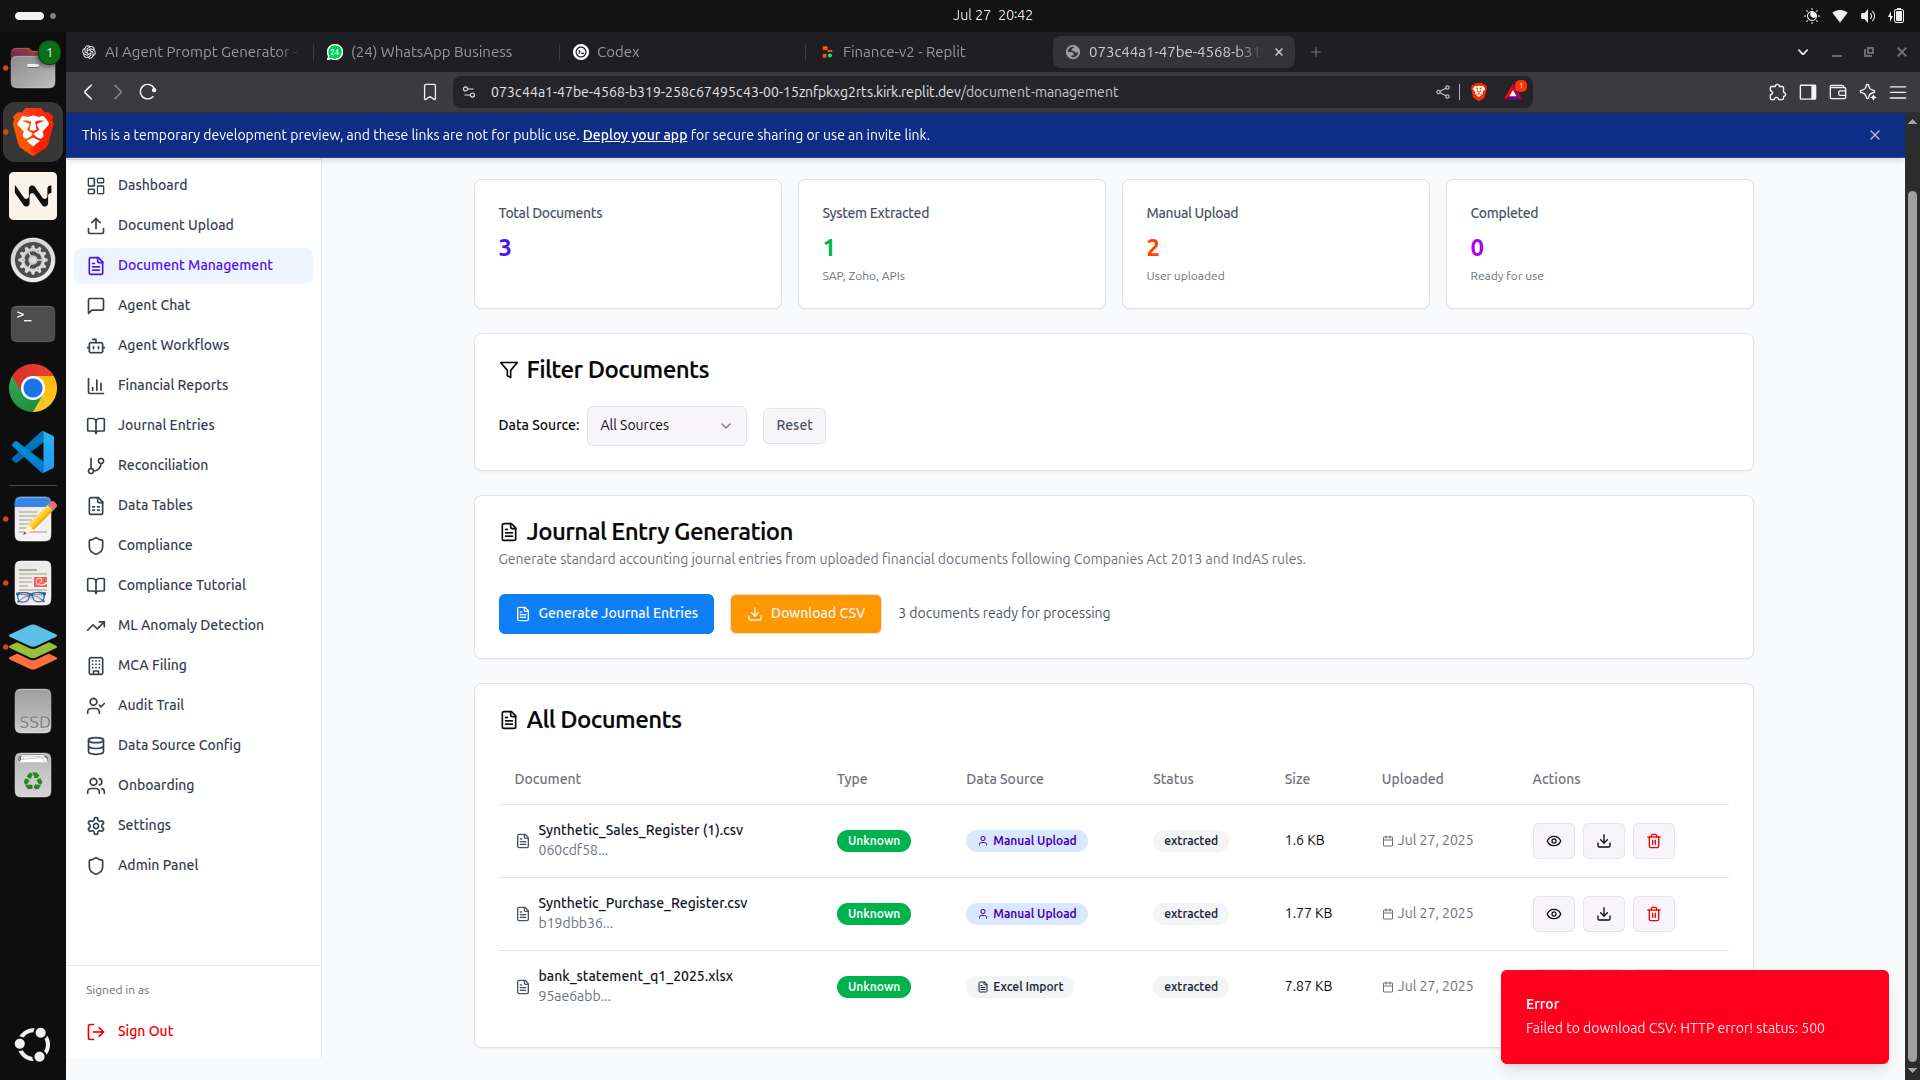 Jul 27 20:42
1
AI Agent Prompt Generator -
24
(24) WhatsApp Business
Codex
Finance-v2 - Replit
073c44a1-47be-4568-b31
073c44a1-47be-4568-b319-258c67495c43-00-15znfpkxg2rts.kirk.replit.dev/document-management
1
This is a temporary development preview, and these links are not for public use. Deploy your app for secure sharing or use an invite link.
Dashboard
Document Upload
Document Management
Agent Chat
Agent Workflows
Financial Reports
Journal Entries
Reconciliation
Data Tables
Compliance
Compliance Tutorial
ML Anomaly Detection
MCA Filing
Audit Trail
Data Source Config
Onboarding
Settings
Admin Panel
Signed in as
Sign Out
>_
SSD
Total Documents
3
System Extracted
1
SAP, Zoho, APIs
Manual Upload
2
User uploaded
Completed
0
Ready for use
Filter Documents
Data Source: All Sources Reset
Journal Entry Generation
Generate standard accounting journal entries from uploaded financial documents following Companies Act 2013 and IndAS rules.
Generate Journal Entries Download CSV 3 documents ready for processing
All Documents
Document Type Data Source Status Size Uploaded Actions
Synthetic_Sales_Register (1).csv
060cdf58...
Unknown Manual Upload extracted 1.6 KB Jul 27, 2025
Synthetic_Purchase_Register.csv
b19dbb36...
Unknown Manual Upload extracted 1.77 KB Jul 27, 2025
bank_statement_q1_2025.xlsx
95ae6abb...
Unknown Excel Import extracted 7.87 KB Jul 27, 2025
Error
Failed to download CSV: HTTP error! status: 500